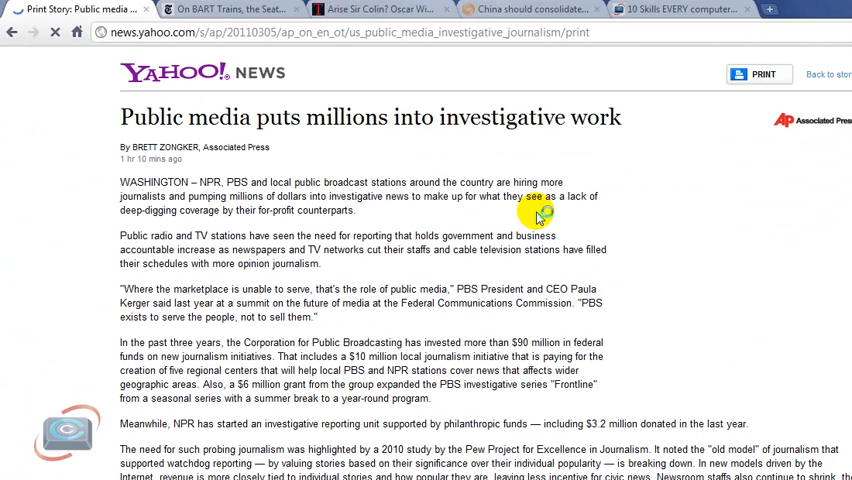 Print Story: Public media ...
On BART Trains, the Seat...
Arise Sir Colin? Oscar Wi...
China should consolidate...
10 Skills EVERY computer...
news.yahoo.com/s/ap/20110305/ap_on_en_ot/us_public_media_investigative_journalism/print
YAHOO! NEWS
PRINT
Back to stor
Public media puts millions into investigative work
AP Associated Press
By BRETT ZONGKER, Associated Press
1 hr 10 mins ago
WASHINGTON – NPR, PBS and local public broadcast stations around the country are hiring more
journalists and pumping millions of dollars into investigative news to make up for what they see as a lack of
deep-digging coverage by their for-profit counterparts.
Public radio and TV stations have seen the need for reporting that holds government and business
accountable increase as newspapers and TV networks cut their staffs and cable television stations have filled
their schedules with more opinion journalism.
"Where the marketplace is unable to serve, that's the role of public media," PBS President and CEO Paula
Kerger said last year at a summit on the future of media at the Federal Communications Commission. "PBS
exists to serve the people, not to sell them."
In the past three years, the Corporation for Public Broadcasting has invested more than $90 million in federal
funds on new journalism initiatives. That includes a $10 million local journalism initiative that is paying for the
creation of five regional centers that will help local PBS and NPR stations cover news that affects wider
geographic areas. Also, a $6 million grant from the group expanded the PBS investigative series "Frontline"
from a seasonal series with a summer break to a year-round program.
Meanwhile, NPR has started an investigative reporting unit supported by philanthropic funds — including $3.2 million donated in the last year.
The need for such probing journalism was highlighted by a 2010 study by the Pew Project for Excellence in Journalism. It noted the "old model" of journalism that
supported watchdog reporting — by valuing stories based on their significance over their individual popularity — is breaking down. In new models driven by the
Internet, revenue is more closely tied to individual stories and how popular they are, leaving less incentive for civic news. Newsroom staffs also continue to shrink, the